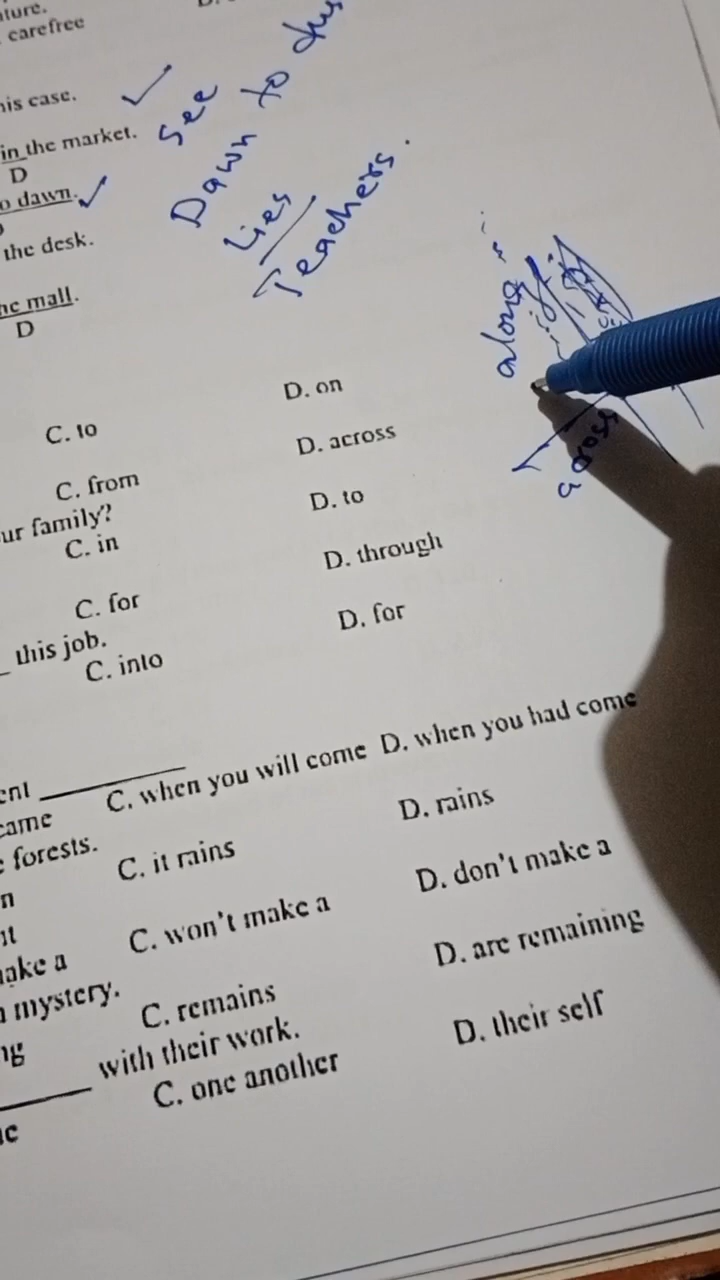 carefree
his case.
in the market.
D
o dawn.
the desk.
he mall.
D
See
Dawn to
Lies
Teachers.
along
across
C. to D. on
C. from D. across
ur family?
C. in D. to
C. for D. through
this job.
C. into D. for
ent
came C. when you will come D. when you had come
forests.
n C. it rains D. rains
nt
make a C. won't make a D. don't make a
mystery.
ng C. remains D. are remaining
with their work.
C. one another D. their self